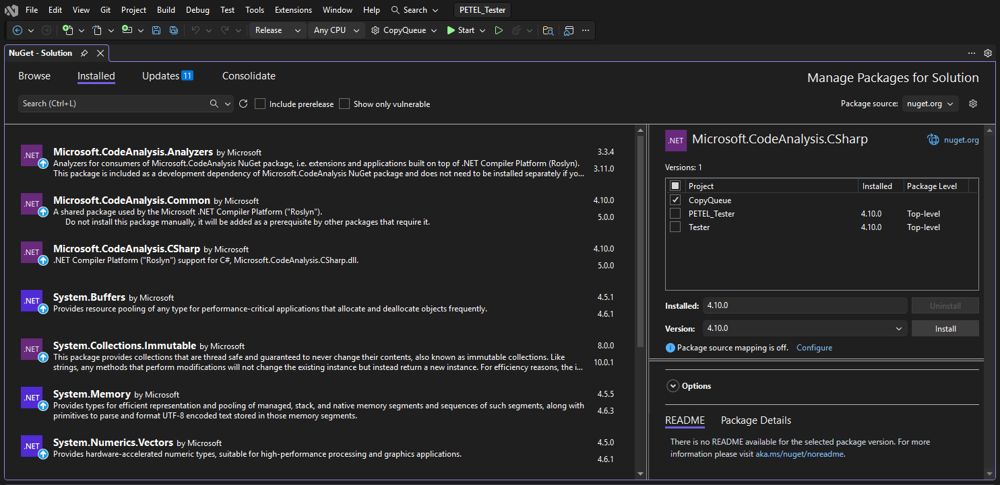 File Edit View Git Project Build Debug Test Tools Extensions Window Help Search PETEL_Tester
Release Any CPU CopyQueue Start
NuGet - Solution
Browse Installed Updates 11 Consolidate
Manage Packages for Solution
Search (Ctrl+L) Include prerelease Show only vulnerable
Package source: nuget.org
.NET Microsoft.CodeAnalysis.Analyzers by Microsoft 3.3.4
Analyzers for consumers of Microsoft.CodeAnalysis NuGet package, i.e. extensions and applications built on top of .NET Compiler Platform (Roslyn).
This package is included as a development dependency of Microsoft.CodeAnalysis NuGet package and does not need to be installed separately if yo... 3.11.0
.NET Microsoft.CodeAnalysis.Common by Microsoft 4.10.0
A shared package used by the Microsoft .NET Compiler Platform ("Roslyn").
Do not install this package manually, it will be added as a prerequisite by other packages that require it. 5.0.0
.NET Microsoft.CodeAnalysis.CSharp by Microsoft 4.10.0
.NET Compiler Platform ("Roslyn") support for C#, Microsoft.CodeAnalysis.CSharp.dll.
5.0.0
.NET System.Buffers by Microsoft 4.5.1
Provides resource pooling of any type for performance-critical applications that allocate and deallocate objects frequently.
4.6.1
.NET System.Collections.Immutable by Microsoft 8.0.0
This package provides collections that are thread safe and guaranteed to never change their contents, also known as immutable collections. Like
strings, any methods that perform modifications will not change the existing instance but instead return a new instance. For efficiency reasons, the i... 10.0.1
.NET System.Memory by Microsoft 4.5.5
Provides types for efficient representation and pooling of managed, stack, and native memory segments and sequences of such segments, along with
primitives to parse and format UTF-8 encoded text stored in those memory segments. 4.6.3
.NET System.Numerics.Vectors by Microsoft 4.5.0
Provides hardware-accelerated numeric types, suitable for high-performance processing and graphics applications.
4.6.1
.NET Microsoft.CodeAnalysis.CSharp nuget.org
Versions: 1
Project Installed Package Level
CopyQueue
PETEL_Tester 4.10.0 Top-level
Tester 4.10.0 Top-level
Installed: 4.10.0 Uninstall
Version: 4.10.0 Install
Package source mapping is off. Configure
Options
README Package Details
There is no README available for the selected package version. For more
information please visit aka.ms/nuget/noreadme.